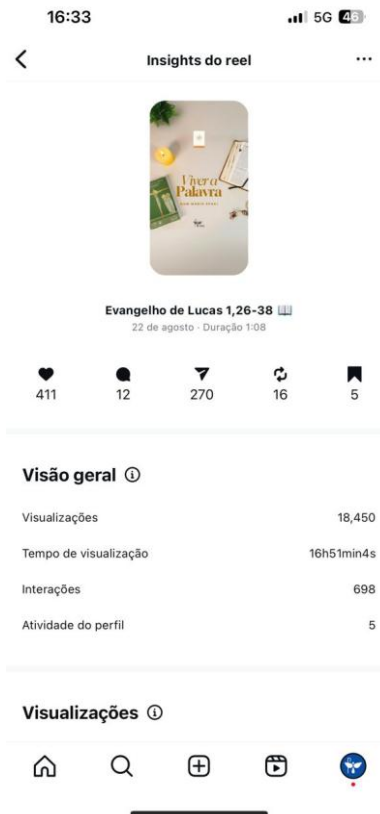 16:33
5G 46
Insights do reel
Viver a
Palavra
Evangelho de Lucas 1,26-38
22 de agosto · Duração 1:08
411 12 270 16 5
Visão geral
Visualizações 18,450
Tempo de visualização 16h51min4s
Interações 698
Atividade do perfil 5
Visualizações